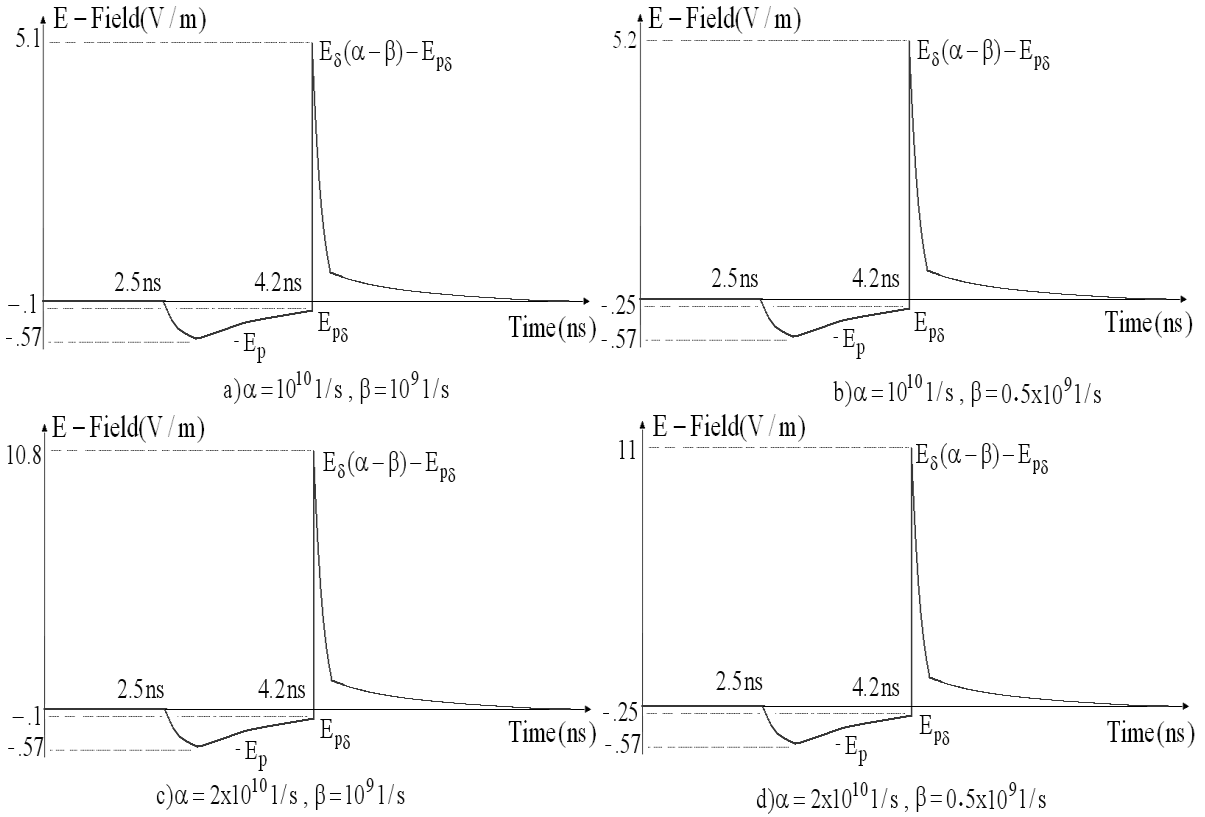 E – Field(V / m)
5.1
E_δ(α – β) – E_pδ
2.5ns
4.2ns
–.1
-.57
E_pδ
-E_p
Time(ns)
a)α = 10^10 1/s , β = 10^9 1/s
E – Field(V / m)
5.2
E_δ(α – β) – E_pδ
2.5ns
4.2ns
-.25
-.57
E_pδ
-E_p
Time(ns)
b)α = 10^10 1/s , β = 0.5x10^9 1/s
E – Field(V / m)
10.8
E_δ(α – β) – E_pδ
2.5ns
4.2ns
–.1
-.57
E_pδ
-E_p
Time(ns)
c)α = 2x10^10 1/s , β = 10^9 1/s
E – Field(V / m)
11
E_δ(α – β) – E_pδ
2.5ns
4.2ns
-.25
-.57
E_pδ
-E_p
Time(ns)
d)α = 2x10^10 1/s , β = 0.5x10^9 1/s